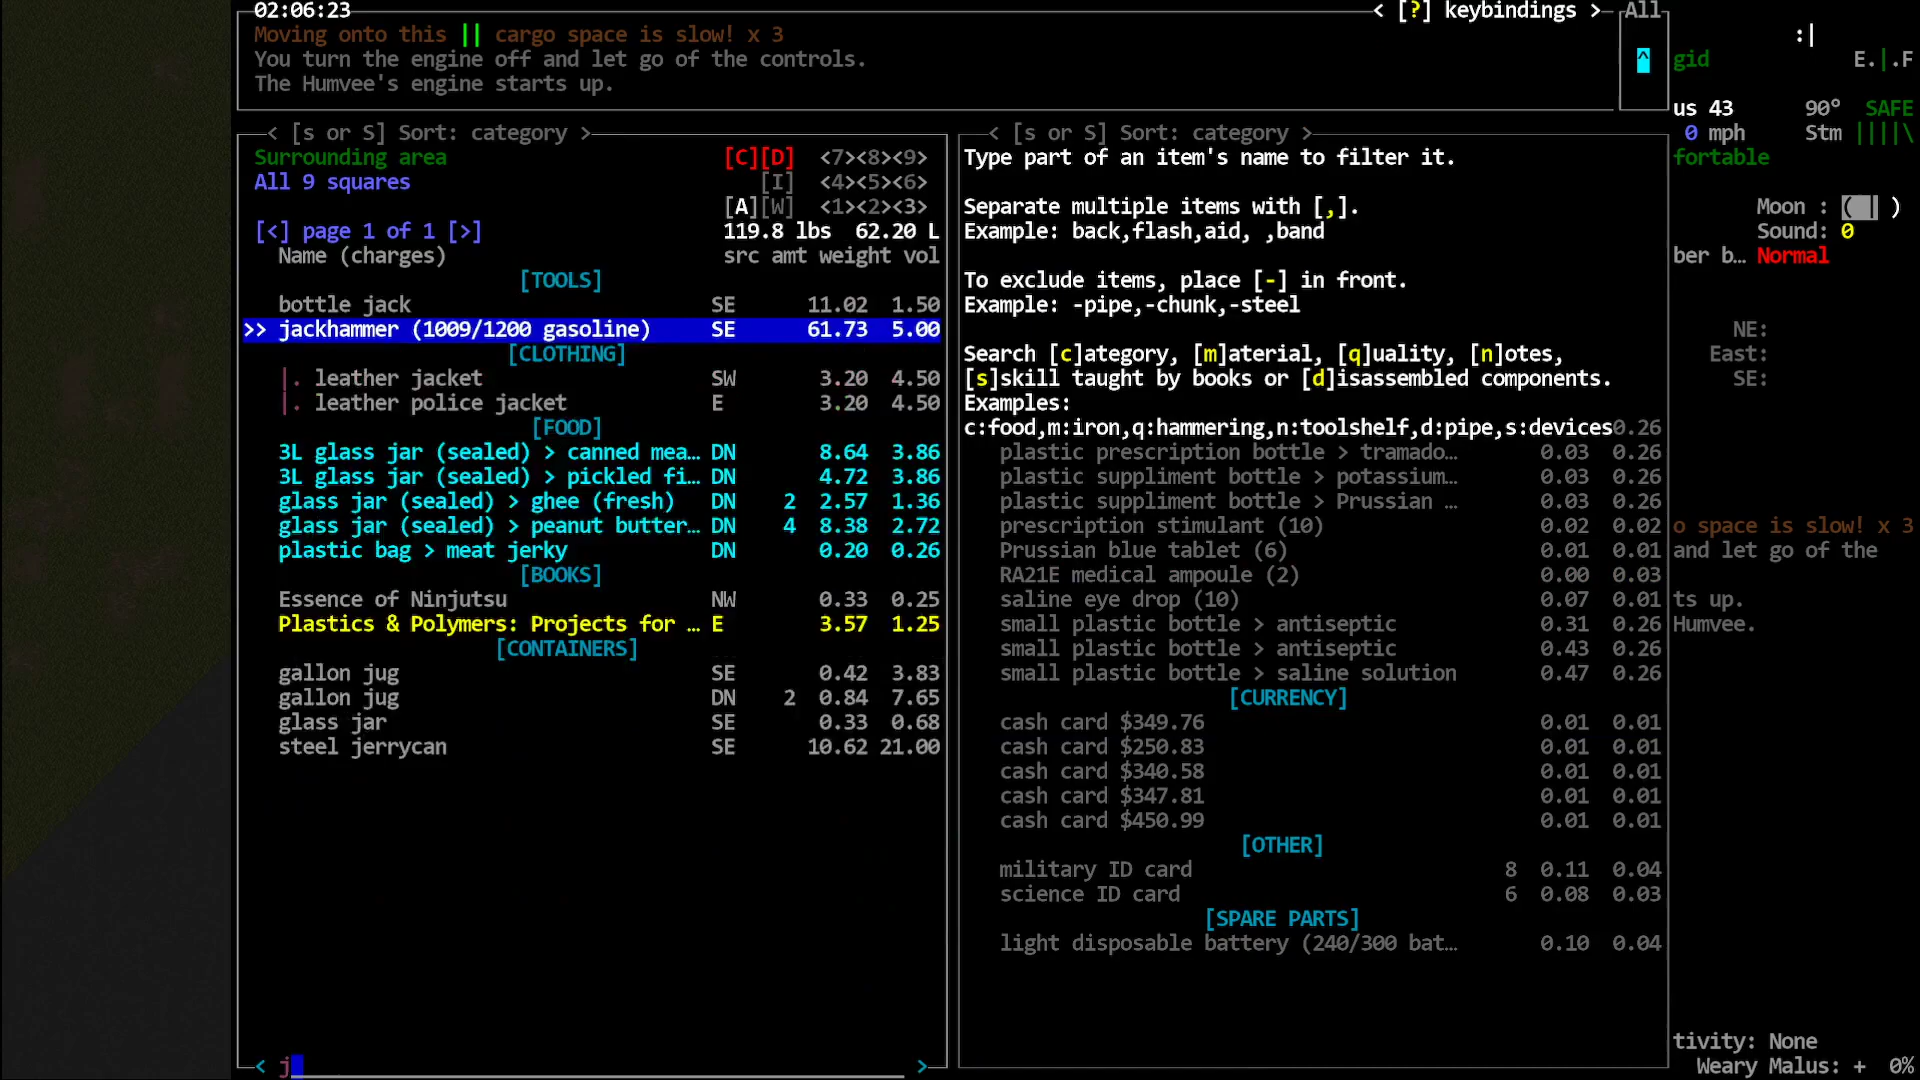 02:06:23
< [?] keybindings >
All
Moving onto this || cargo space is slow! x 3
You turn the engine off and let go of the controls.
The Humvee's engine starts up.
^
:|
gid E.|.F
us 43 90° SAFE
0 mph Stm ||||\
fortable
Moon : ( | )
Sound: 0
ber b… Normal
NE:
East:
SE:
o space is slow! x 3
and let go of the
ts up.
Humvee.
tivity: None
Weary Malus: + 0%
< [s or S] Sort: category >
Surrounding area [C][D] <7><8><9>
All 9 squares [I] <4><5><6>
[A][W] <1><2><3>
[<] page 1 of 1 [>] 119.8 lbs 62.20 L
Name (charges) src amt weight vol
[TOOLS]
bottle jack SE 11.02 1.50
>> jackhammer (1009/1200 gasoline) SE 61.73 5.00
[CLOTHING]
|. leather jacket SW 3.20 4.50
|. leather police jacket E 3.20 4.50
[FOOD]
3L glass jar (sealed) > canned mea… DN 8.64 3.86
3L glass jar (sealed) > pickled fi… DN 4.72 3.86
glass jar (sealed) > ghee (fresh) DN 2 2.57 1.36
glass jar (sealed) > peanut butter… DN 4 8.38 2.72
plastic bag > meat jerky DN 0.20 0.26
[BOOKS]
Essence of Ninjutsu NW 0.33 0.25
Plastics & Polymers: Projects for … E 3.57 1.25
[CONTAINERS]
gallon jug SE 0.42 3.83
gallon jug DN 2 0.84 7.65
glass jar SE 0.33 0.68
steel jerrycan SE 10.62 21.00
< j >
< [s or S] Sort: category >
Type part of an item's name to filter it.
Separate multiple items with [,].
Example: back,flash,aid, ,band
To exclude items, place [-] in front.
Example: -pipe,-chunk,-steel
Search [c]ategory, [m]aterial, [q]uality, [n]otes,
[s]skill taught by books or [d]isassembled components.
Examples:
c:food,m:iron,q:hammering,n:toolshelf,d:pipe,s:devices0.26
plastic prescription bottle > tramado… 0.03 0.26
plastic suppliment bottle > potassium… 0.03 0.26
plastic suppliment bottle > Prussian … 0.03 0.26
prescription stimulant (10) 0.02 0.02
Prussian blue tablet (6) 0.01 0.01
RA21E medical ampoule (2) 0.00 0.03
saline eye drop (10) 0.07 0.01
small plastic bottle > antiseptic 0.31 0.26
small plastic bottle > antiseptic 0.43 0.26
small plastic bottle > saline solution 0.47 0.26
[CURRENCY]
cash card $349.76 0.01 0.01
cash card $250.83 0.01 0.01
cash card $340.58 0.01 0.01
cash card $347.81 0.01 0.01
cash card $450.99 0.01 0.01
[OTHER]
military ID card 8 0.11 0.04
science ID card 6 0.08 0.03
[SPARE PARTS]
light disposable battery (240/300 bat… 0.10 0.04